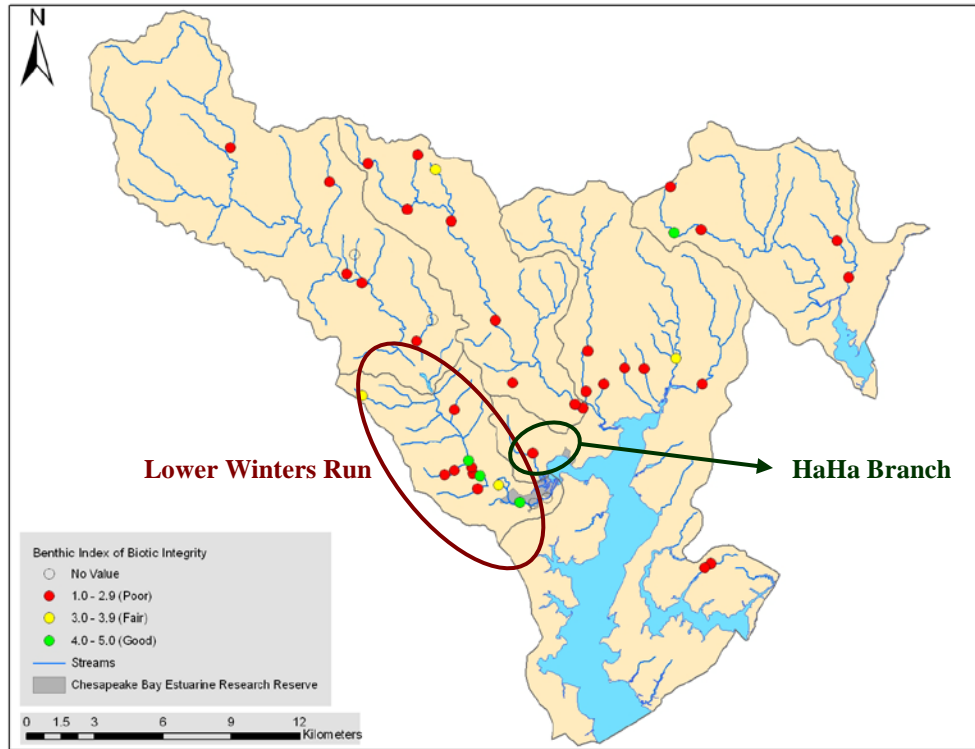 N
Lower Winters Run
HaHa Branch
Benthic Index of Biotic Integrity
No Value
1.0 - 2.9 (Poor)
3.0 - 3.9 (Fair)
4.0 - 5.0 (Good)
Streams
Chesapeake Bay Estuarine Research Reserve
0 1.5 3 6 9 12
Kilometers